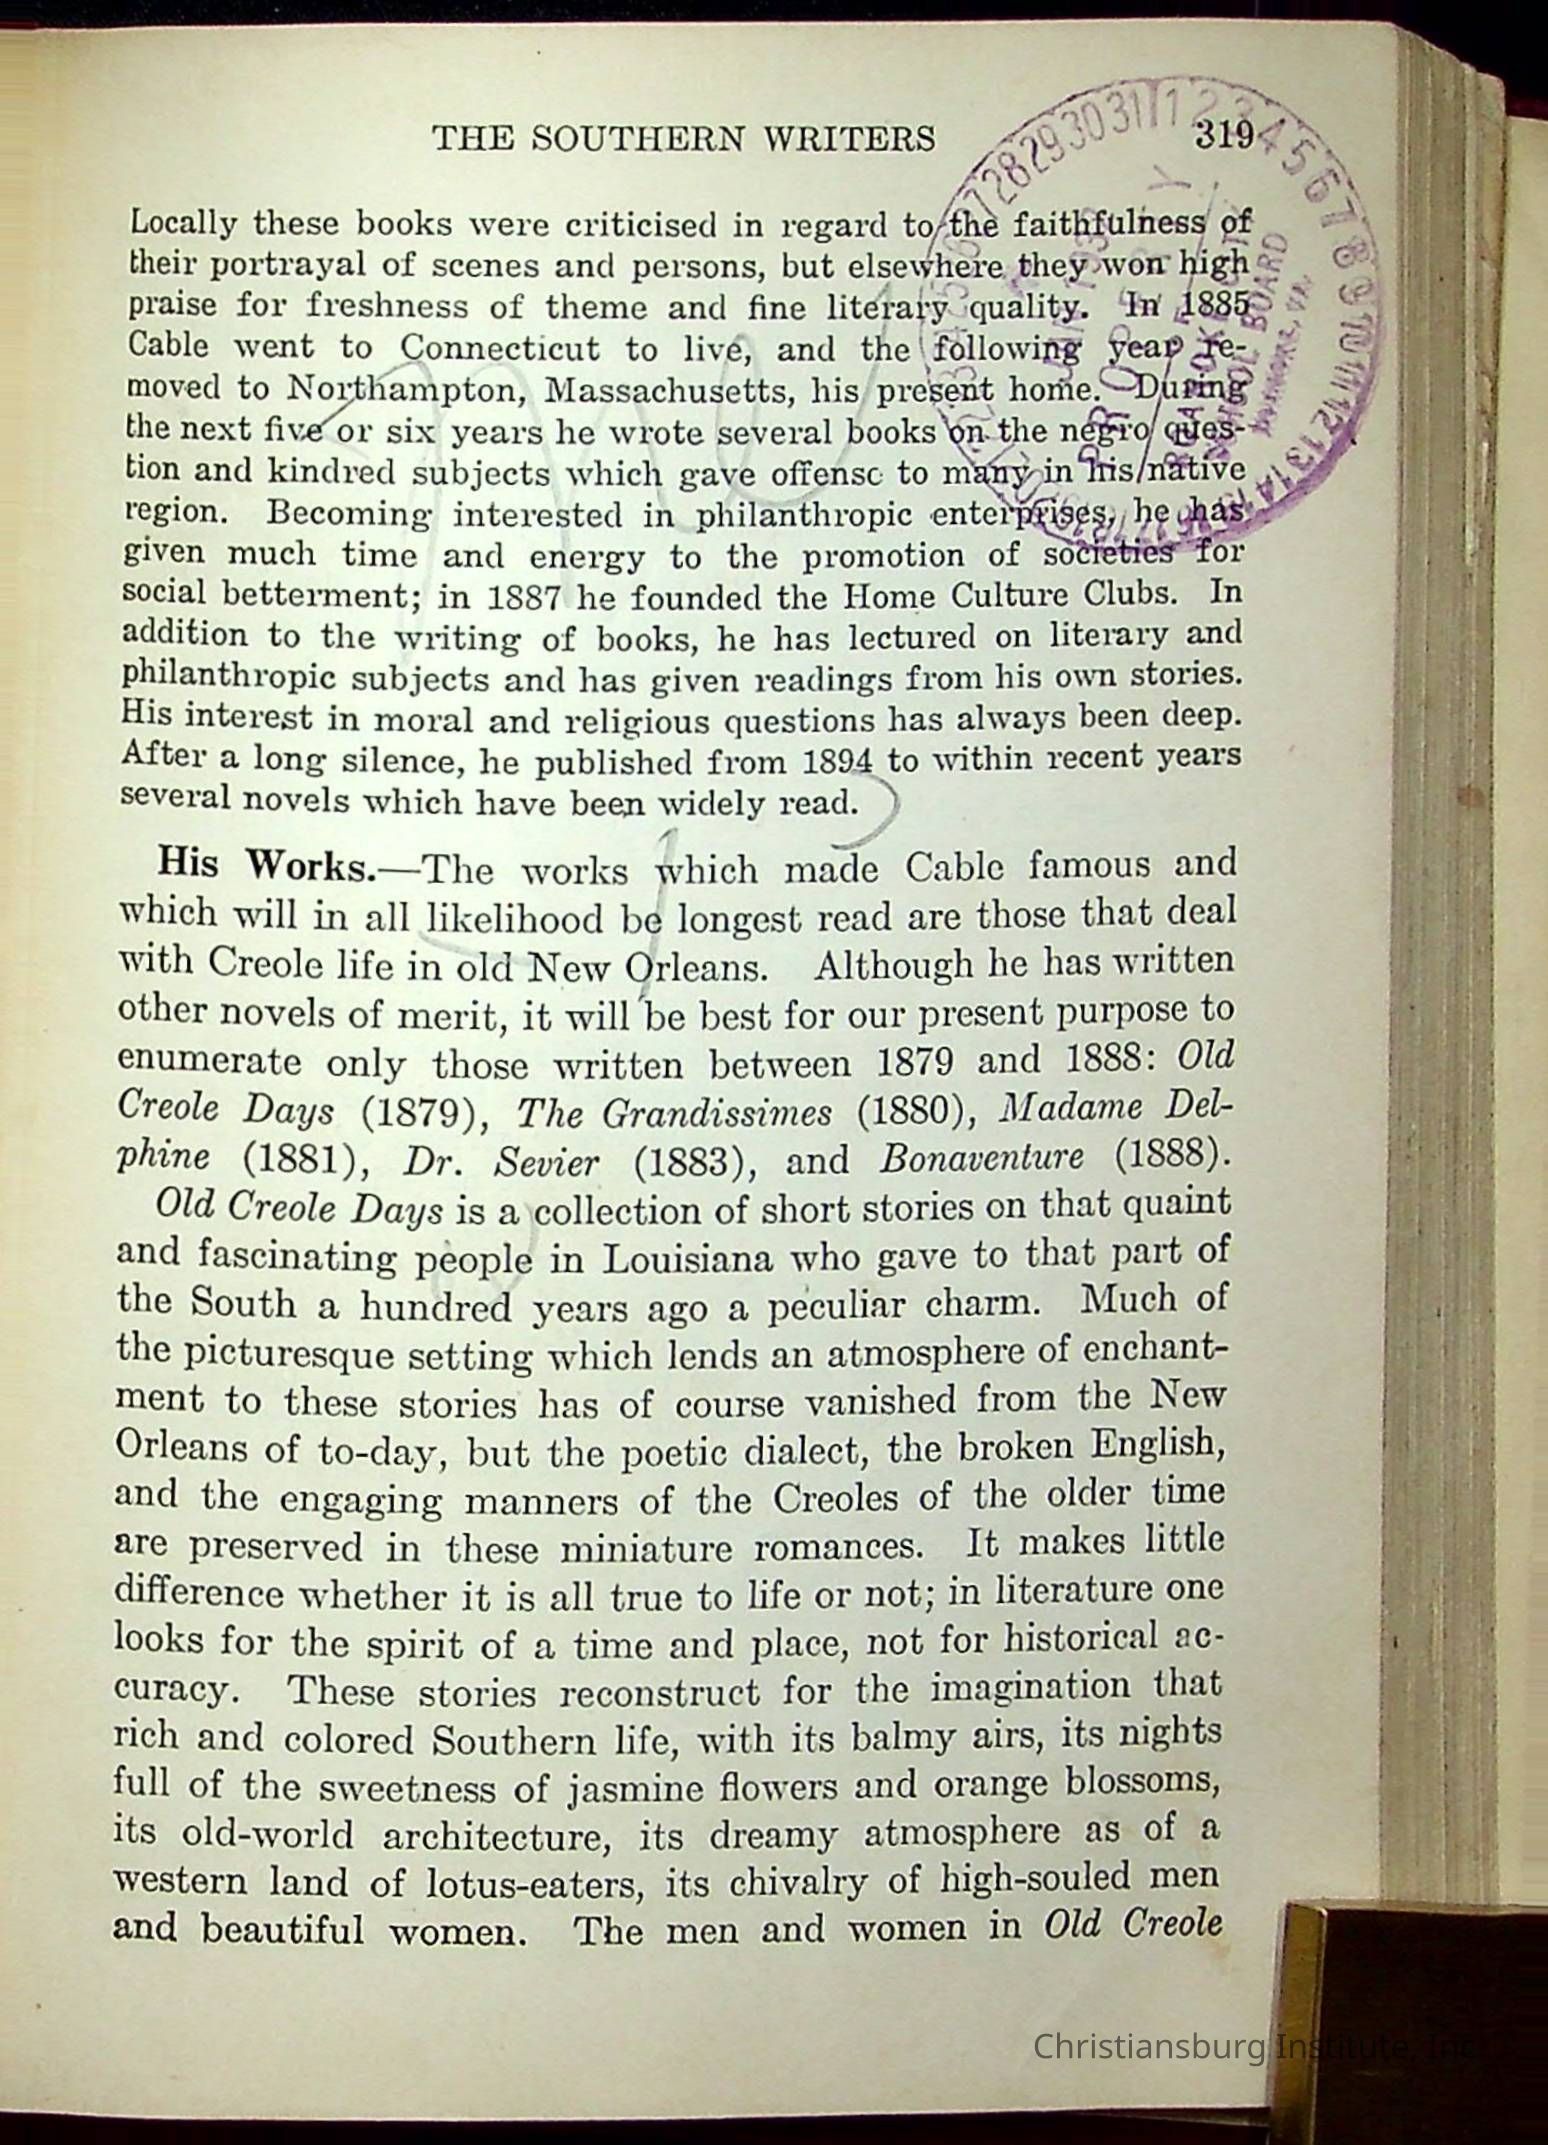 THE SOUTHERN WRITERS 319
Locally these books were criticised in regard to the faithfulness of
their portrayal of scenes and persons, but elsewhere they won high
praise for freshness of theme and fine literary quality. In 1885
Cable went to Connecticut to live, and the following year re-
moved to Northampton, Massachusetts, his present home. During
the next five or six years he wrote several books on the negro ques-
tion and kindred subjects which gave offense to many in his native
region. Becoming interested in philanthropic enterprises, he has
given much time and energy to the promotion of societies for
social betterment; in 1887 he founded the Home Culture Clubs. In
addition to the writing of books, he has lectured on literary and
philanthropic subjects and has given readings from his own stories.
His interest in moral and religious questions has always been deep.
After a long silence, he published from 1894 to within recent years
several novels which have been widely read.
His Works.—The works which made Cable famous and
which will in all likelihood be longest read are those that deal
with Creole life in old New Orleans. Although he has written
other novels of merit, it will be best for our present purpose to
enumerate only those written between 1879 and 1888: Old
Creole Days (1879), The Grandissimes (1880), Madame Del-
phine (1881), Dr. Sevier (1883), and Bonaventure (1888).
Old Creole Days is a collection of short stories on that quaint
and fascinating people in Louisiana who gave to that part of
the South a hundred years ago a peculiar charm. Much of
the picturesque setting which lends an atmosphere of enchant-
ment to these stories has of course vanished from the New
Orleans of to-day, but the poetic dialect, the broken English,
and the engaging manners of the Creoles of the older time
are preserved in these miniature romances. It makes little
difference whether it is all true to life or not; in literature one
looks for the spirit of a time and place, not for historical ac-
curacy. These stories reconstruct for the imagination that
rich and colored Southern life, with its balmy airs, its nights
full of the sweetness of jasmine flowers and orange blossoms,
its old-world architecture, its dreamy atmosphere as of a
western land of lotus-eaters, its chivalry of high-souled men
and beautiful women. The men and women in Old Creole
28 29 30 31 1 2 3 4 5 6 7 8 9 10 11 12 13 14 15
BOARD
Christiansburg Institute, Inc